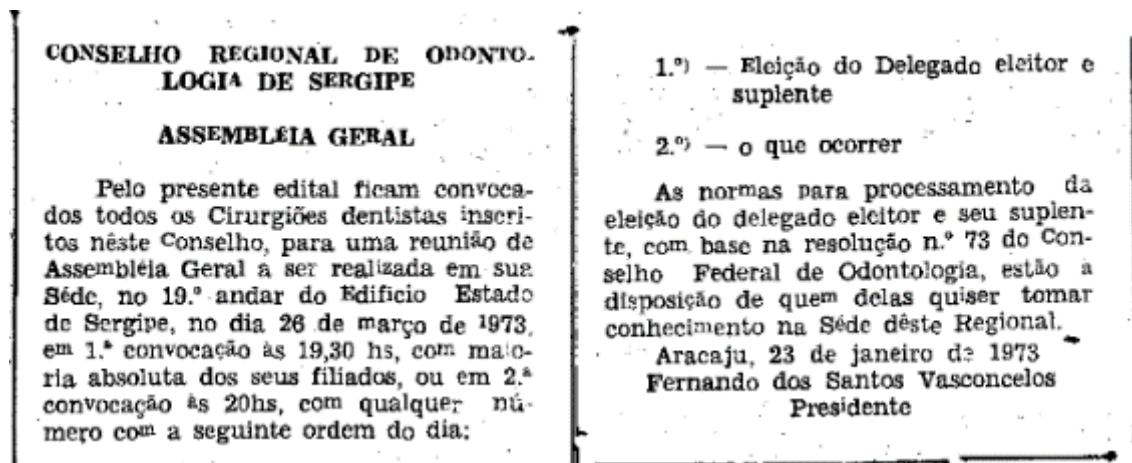 CONSELHO REGIONAL DE ODONTO-
LOGIA DE SERGIPE
ASSEMBLÉIA GERAL
Pelo presente edital ficam convoca-
dos todos os Cirurgiões dentistas inscri-
tos nêste Conselho, para uma reunião de
Assembléia Geral a ser realizada em sua
Séde, no 19.º andar do Edificio Estado
de Sergipe, no dia 26 de março de 1973,
em 1.ª convocação às 19,30 hs, com maio-
ria absoluta dos seus filiados, ou em 2.ª
convocação às 20hs, com qualquer nú-
mero com a seguinte ordem do dia:
1.º) — Eleição do Delegado eleitor e
suplente
2.º) — o que ocorrer
As normas para processamento da
eleição do delegado eleitor e seu suplen-
te, com base na resolução n.º 73 do Con-
selho Federal de Odontologia, estão a
disposição de quem delas quiser tomar
conhecimento na Séde dêste Regional.
Aracaju, 23 de janeiro de 1973
Fernando dos Santos Vasconcelos
Presidente